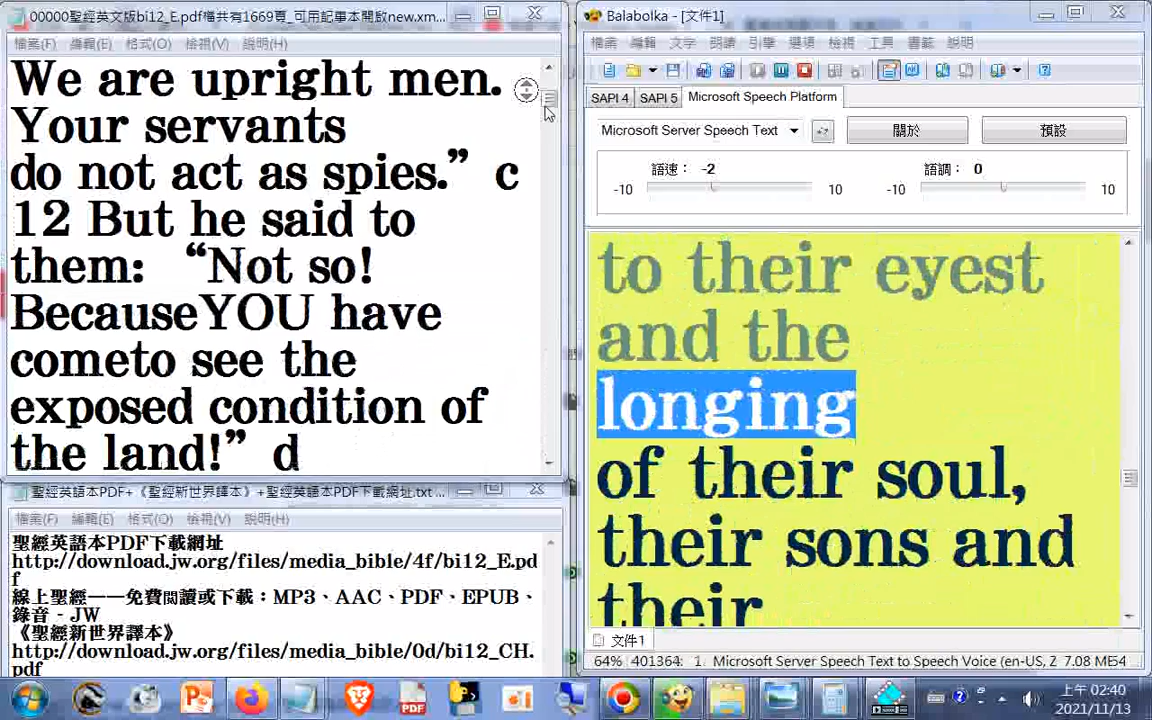 00000聖經英文版bi12_E.pdf檔共有1669頁_可用記事本開啟new.xm...
檔案(F) 編輯(E) 格式(O) 檢視(V) 說明(H)
We are upright men.
Your servants
do not act as spies.” c
12 But he said to
them: “Not so!
BecauseYOU have
cometo see the
exposed condition of
the land!” d
聖經英語本PDF+《聖經新世界譯本》+聖經英語本PDF下載網址.txt ...
檔案(F) 編輯(E) 格式(O) 檢視(V) 說明(H)
聖經英語本PDF下載網址
http://download.jw.org/files/media_bible/4f/bi12_E.pd
f
線上聖經——免費閱讀或下載：MP3、AAC、PDF、EPUB、
錄音 - JW
《聖經新世界譯本》
http://download.jw.org/files/media_bible/0d/bi12_CH.
pdf
Balabolka - [文件1]
檔案 編輯 文字 朗讀 引擎 選項 檢視 工具 書籤 說明
SAPI 4 SAPI 5 Microsoft Speech Platform
Microsoft Server Speech Text 關於 預設
語速： -2 語調： 0
-10 10 -10 10
to their eyest
and the
longing
of their soul,
their sons and
their
文件1
64% 401364: 1. Microsoft Server Speech Text to Speech Voice (en-US, 2 7.08 MB54
上午 02:40
2021/11/13